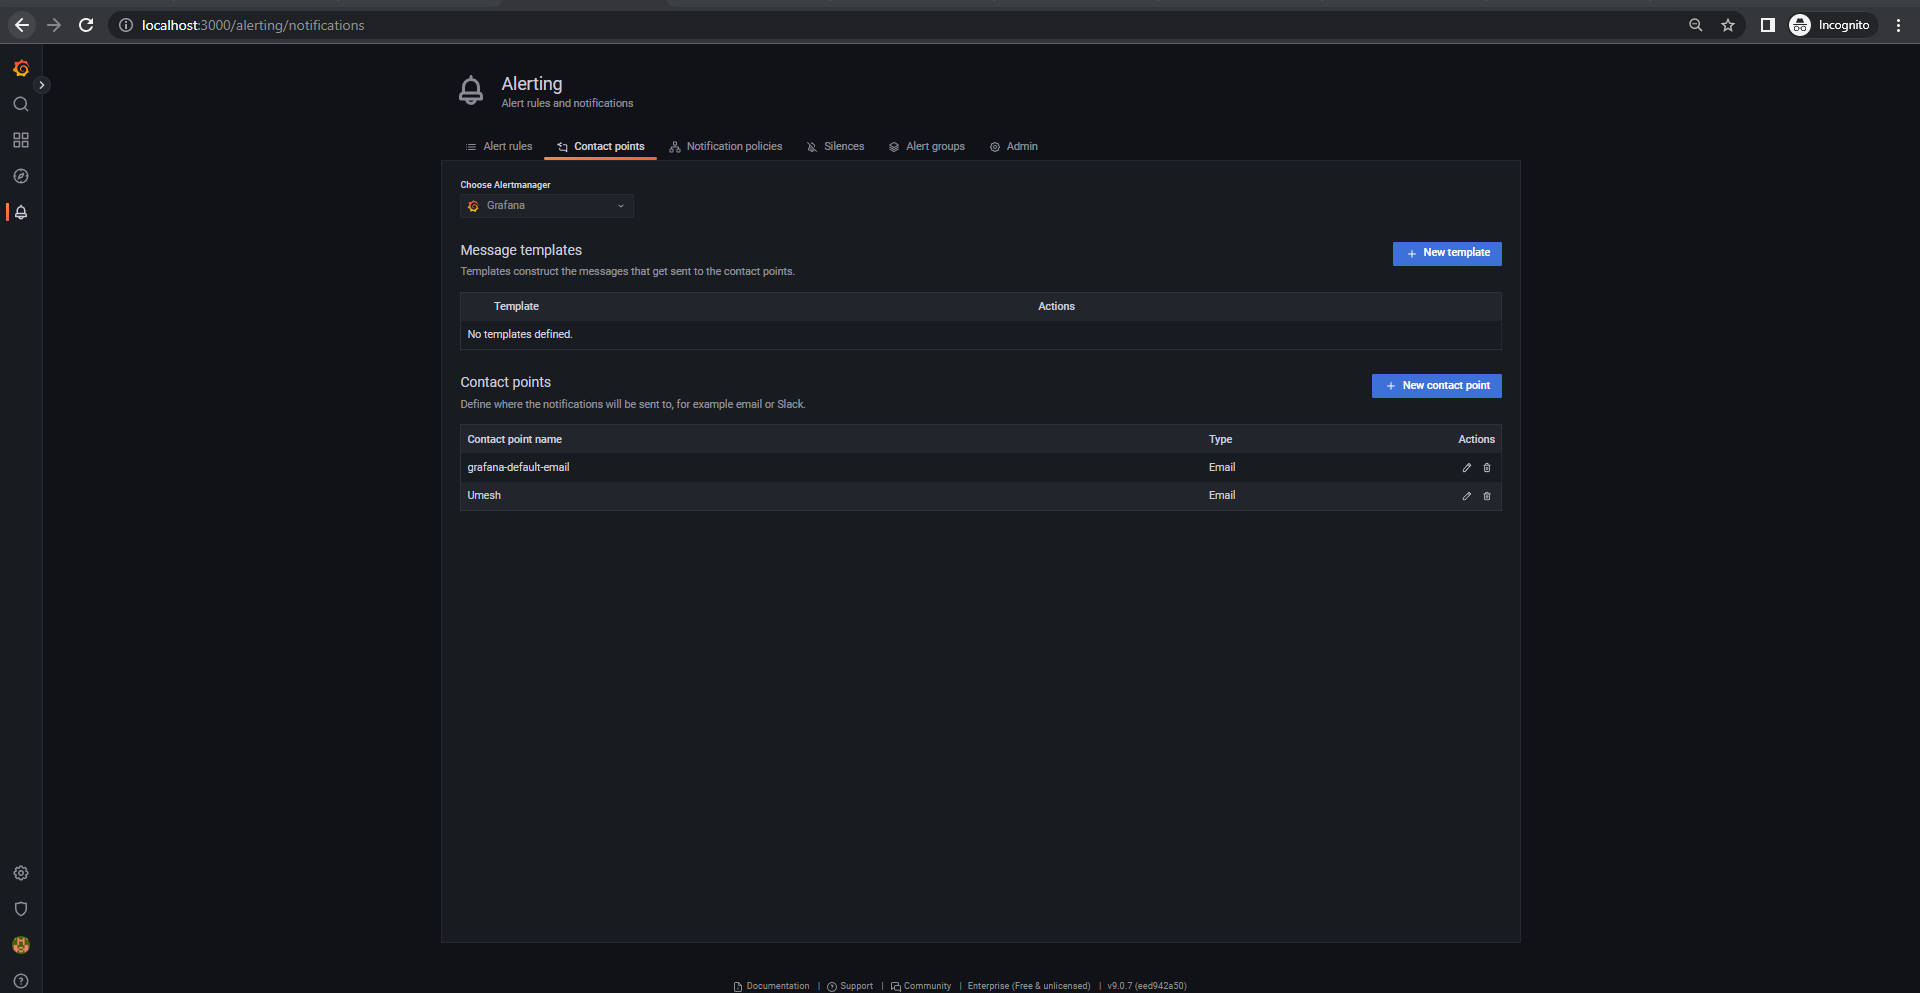 localhost:3000/alerting/notifications
Incognito
Alerting
Alert rules and notifications
Alert rules Contact points Notification policies Silences Alert groups Admin
Choose Alertmanager
Grafana
Message templates
New template
Templates construct the messages that get sent to the contact points.
Template Actions
No templates defined.
Contact points
New contact point
Define where the notifications will be sent to, for example email or Slack.
Contact point name Type Actions
grafana-default-email Email
Umesh Email
Documentation | Support | Community | Enterprise (Free & unlicensed) | v9.0.7 (eed942a50)